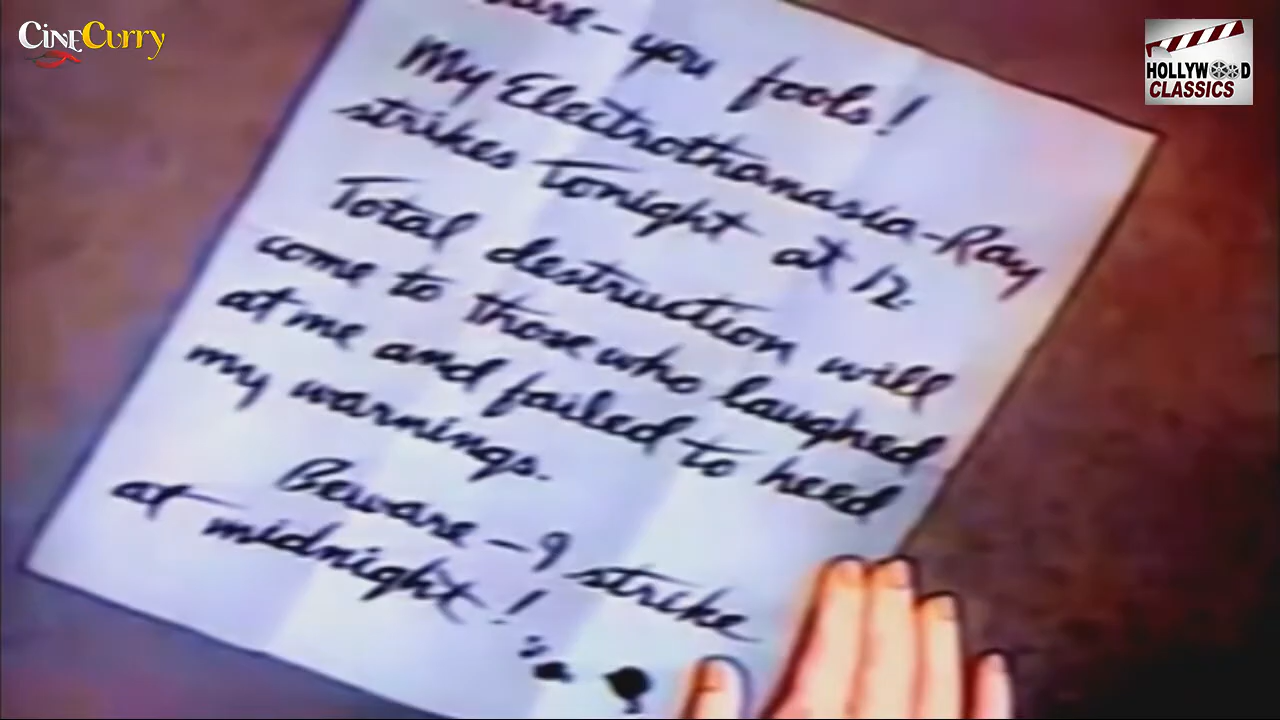 CINECURRY
HOLLYWOOD
CLASSICS
you fools!
My Electrothanasia-Ray
strikes Tonight at 12.
Total destruction will
come to those who laughed
at me and failed to heed
my warnings.
Beware – I strike
at midnight!